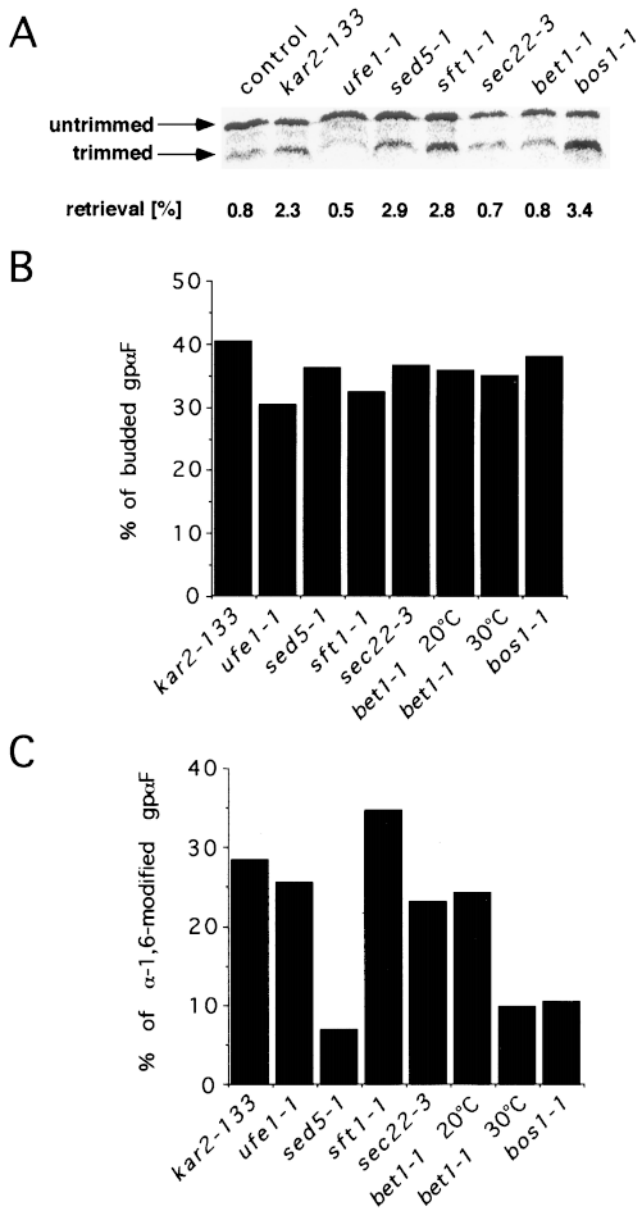 A
control kar2-133 ufe1-1 sed5-1 sft1-1 sec22-3 bet1-1 bos1-1
untrimmed
trimmed
retrieval [%] 0.8 2.3 0.5 2.9 2.8 0.7 0.8 3.4
B
% of budded gpαF
50
40
30
20
10
0
kar2-133 ufe1-1 sed5-1 sft1-1 sec22-3 bet1-1 20°C bet1-1 30°C bos1-1
C
% of α-1,6-modified gpαF
40
30
20
10
0
kar2-133 ufe1-1 sed5-1 sft1-1 sec22-3 bet1-1 20°C bet1-1 30°C bos1-1